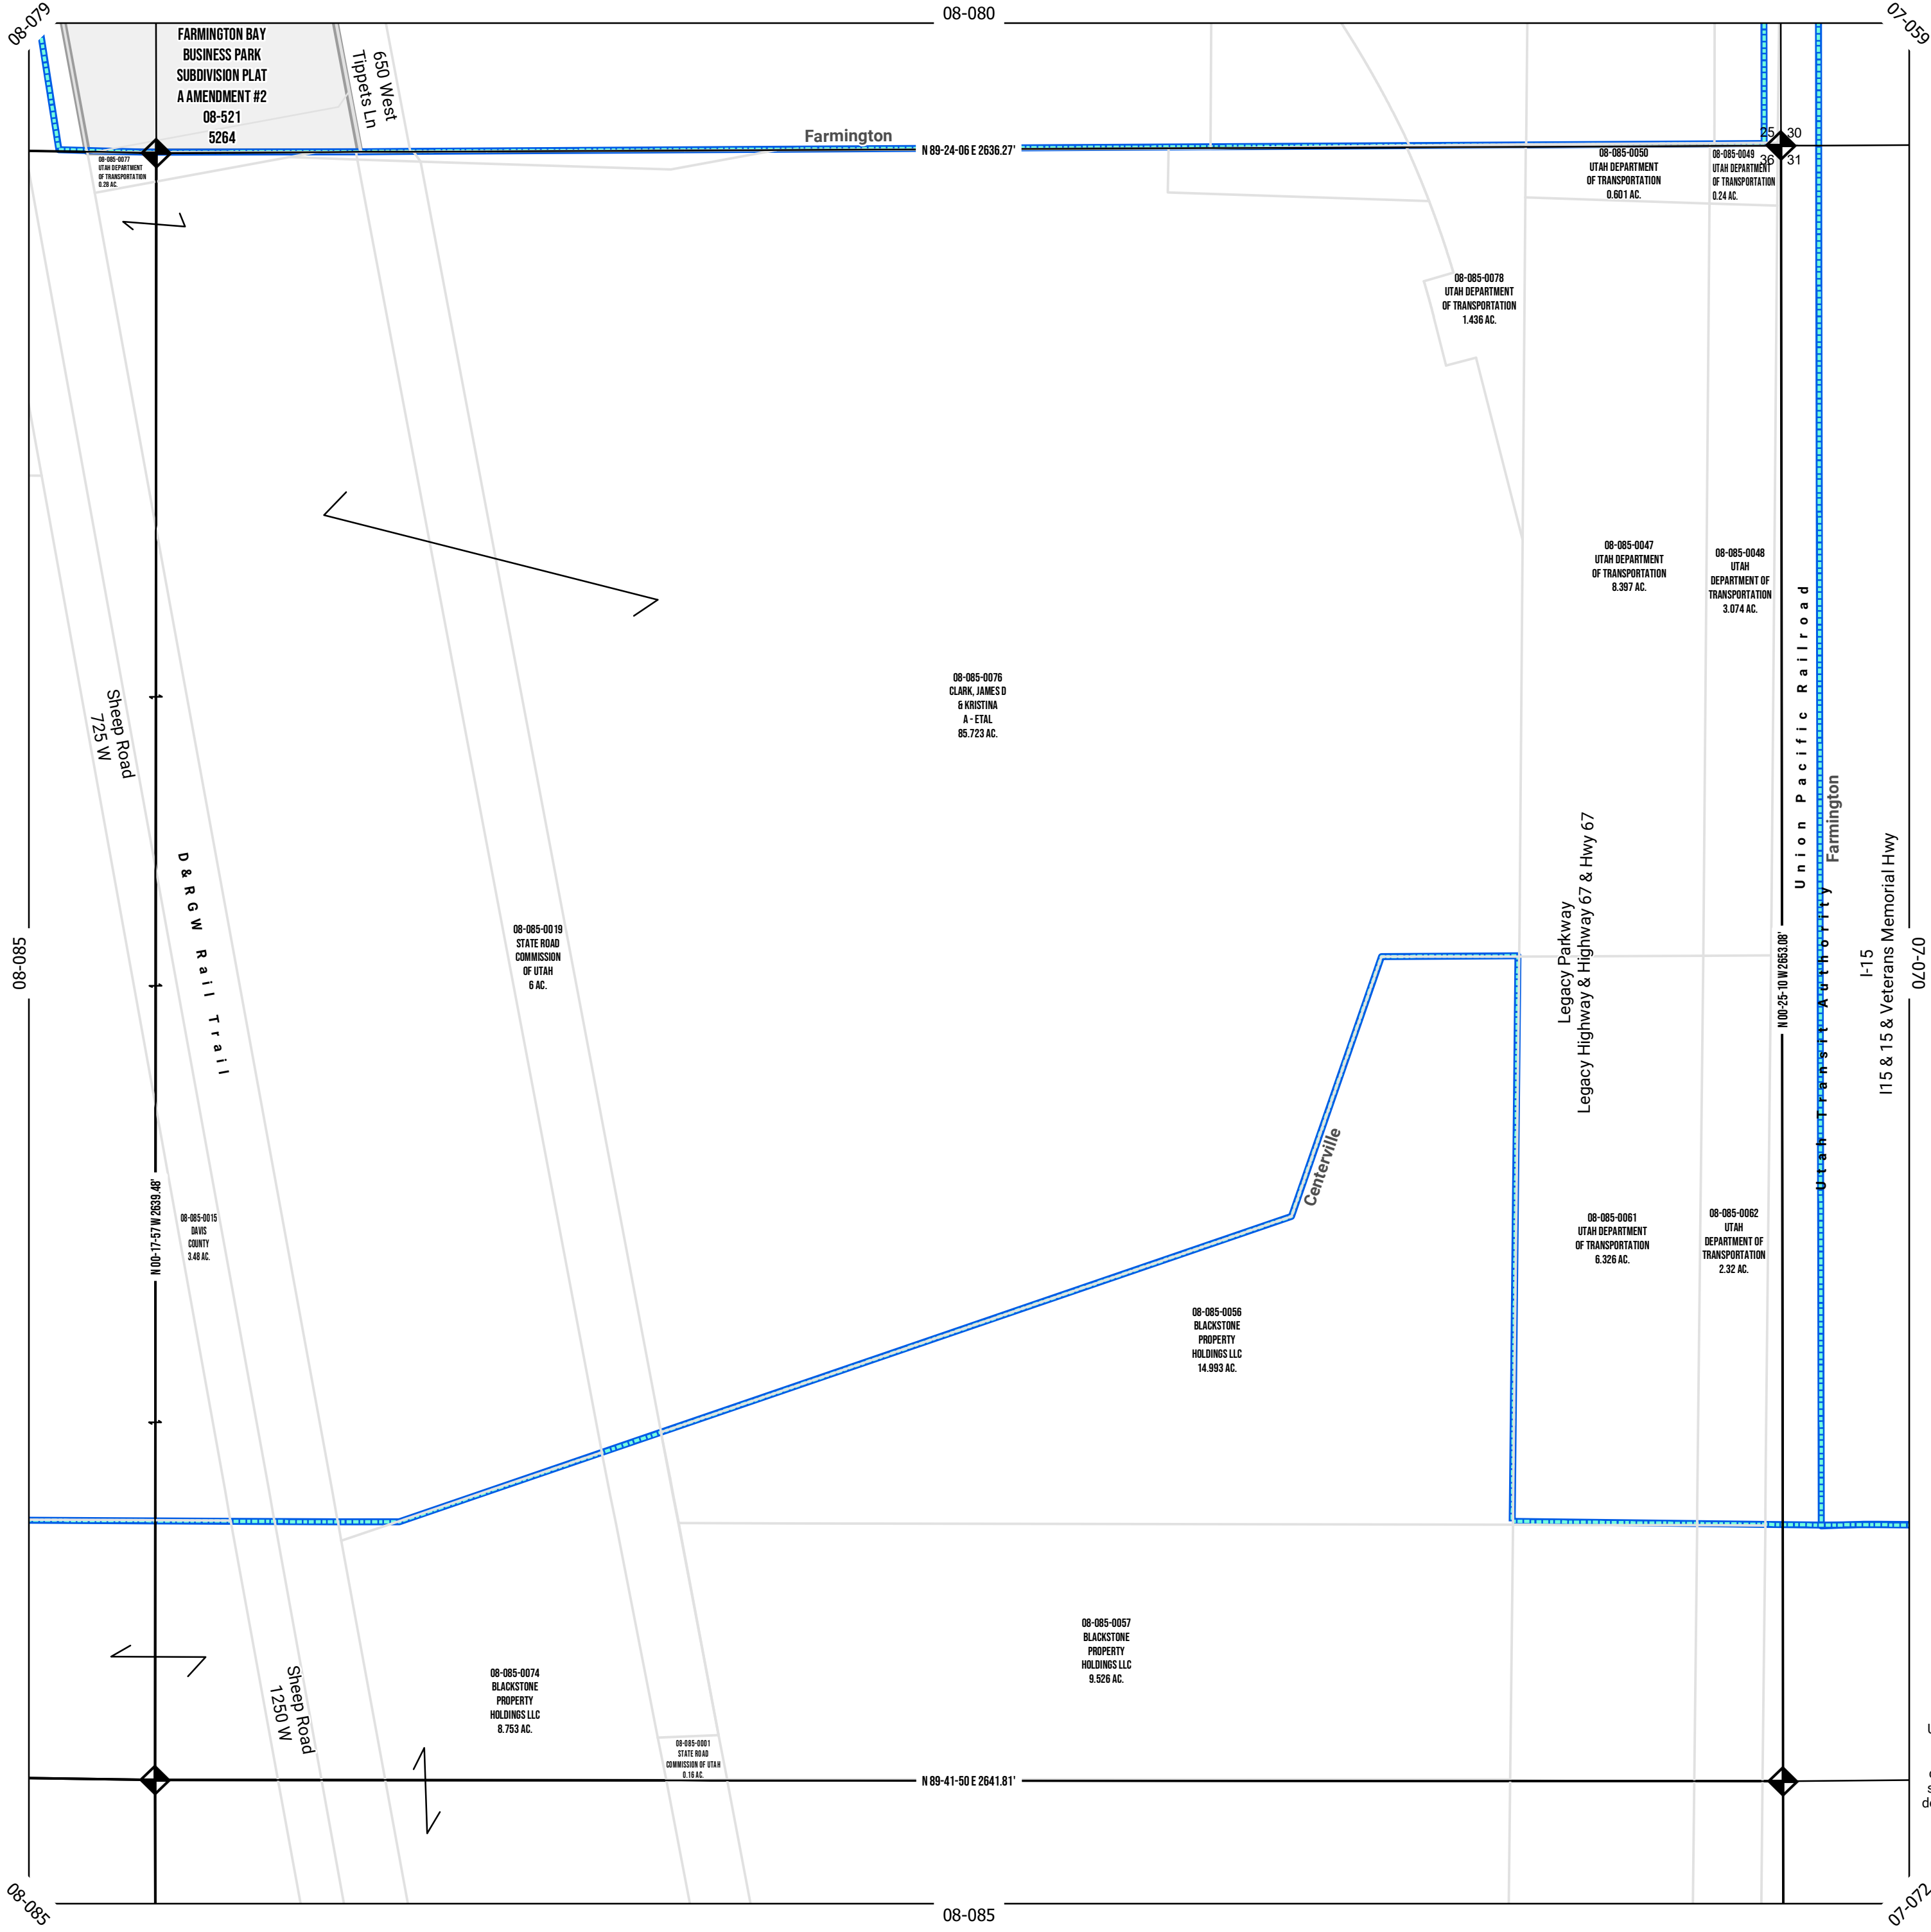 08-079
08-080
07-059
FARMINGTON BAY
BUSINESS PARK
SUBDIVISION PLAT
A AMENDMENT #2
08-521
5264
650 West
Tippets Ln
Farmington
N 89-24-06 E 2636.27'
25
30
36
31
08-085-0077
UTAH DEPARTMENT
OF TRANSPORTATION
0.28 AC.
08-085-0050
UTAH DEPARTMENT
OF TRANSPORTATION
0.601 AC.
08-085-0049
UTAH DEPARTMENT
OF TRANSPORTATION
0.24 AC.
08-085-0078
UTAH DEPARTMENT
OF TRANSPORTATION
1.436 AC.
08-085-0047
UTAH DEPARTMENT
OF TRANSPORTATION
8.397 AC.
08-085-0048
UTAH
DEPARTMENT OF
TRANSPORTATION
3.074 AC.
Union Pacific Railroad
08-085-0076
CLARK, JAMES D
& KRISTINA
A - ETAL
85.723 AC.
Sheep Road
725 W
D&RGW Rail Trail
Farmington
Legacy Parkway
Legacy Highway & Highway 67 & Hwy 67
I-15
I15 & 15 & Veterans Memorial Hwy
Utah Transit Authority
08-085
08-085-0019
STATE ROAD
COMMISSION
OF UTAH
6 AC.
N 00-25-10 W 2653.08'
07-070
Centerville
N 00-17-57 W 2639.48'
08-085-0015
DAVIS
COUNTY
3.48 AC.
08-085-0061
UTAH DEPARTMENT
OF TRANSPORTATION
6.326 AC.
08-085-0062
UTAH
DEPARTMENT OF
TRANSPORTATION
2.32 AC.
08-085-0056
BLACKSTONE
PROPERTY
HOLDINGS LLC
14.993 AC.
08-085-0057
BLACKSTONE
PROPERTY
HOLDINGS LLC
9.526 AC.
08-085-0074
BLACKSTONE
PROPERTY
HOLDINGS LLC
8.753 AC.
Sheep Road
1250 W
08-085-0001
STATE ROAD
COMMISSION OF UTAH
0.16 AC.
N 89-41-50 E 2641.81'
08-085
08-085
07-072